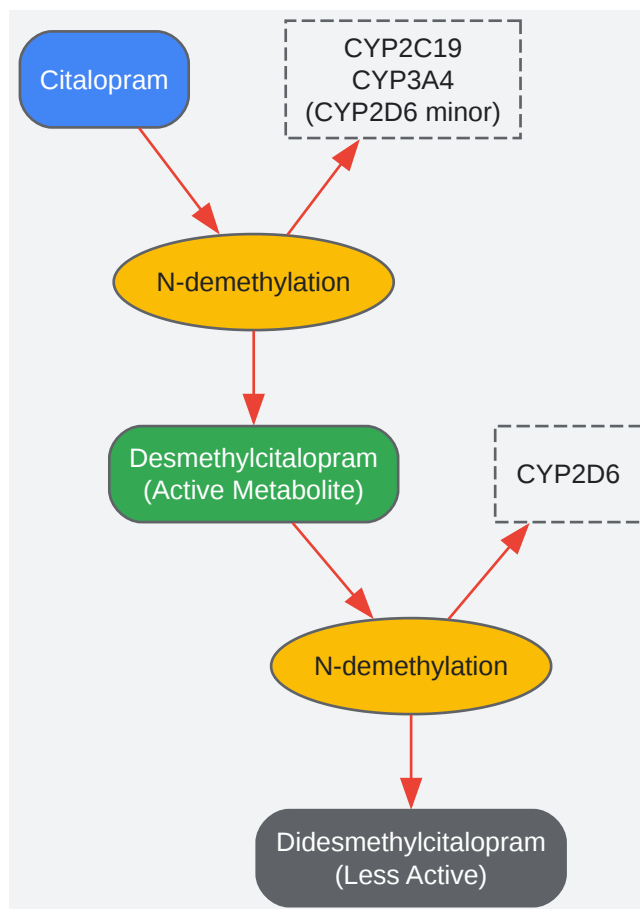 Citalopram
CYP2C19
CYP3A4
(CYP2D6 minor)
N-demethylation
Desmethylcitalopram
(Active Metabolite)
CYP2D6
N-demethylation
Didesmethylcitalopram
(Less Active)